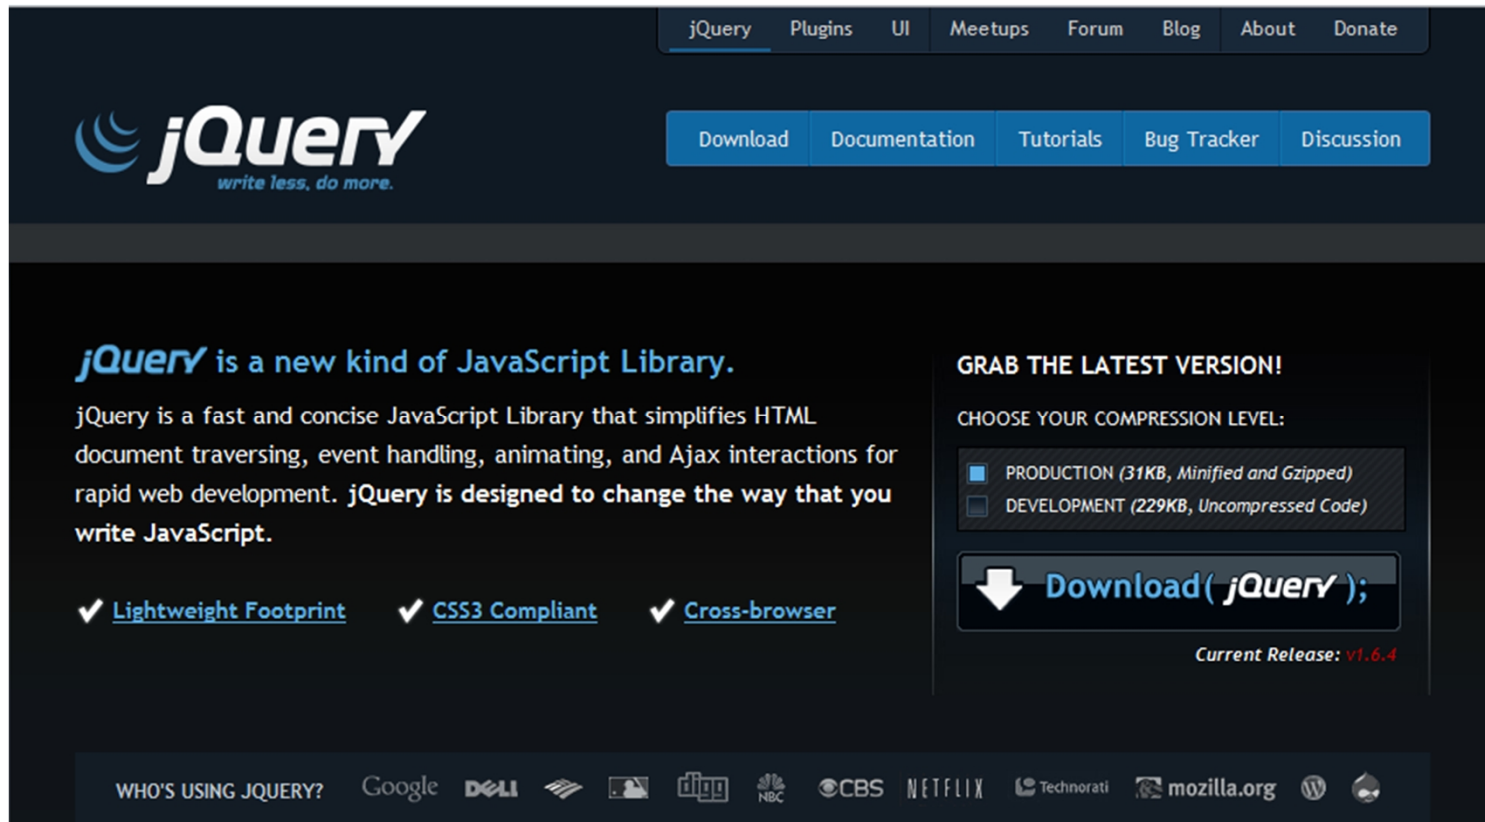 jQuery Plugins UI Meetups Forum Blog About Donate
jQuery
write less, do more.
Download Documentation Tutorials Bug Tracker Discussion
jQuery is a new kind of JavaScript Library.
jQuery is a fast and concise JavaScript Library that simplifies HTML
document traversing, event handling, animating, and Ajax interactions for
rapid web development. jQuery is designed to change the way that you
write JavaScript.
Lightweight Footprint CSS3 Compliant Cross-browser
GRAB THE LATEST VERSION!
CHOOSE YOUR COMPRESSION LEVEL:
PRODUCTION (31KB, Minified and Gzipped)
DEVELOPMENT (229KB, Uncompressed Code)
Download( jQuery );
Current Release: v1.6.4
WHO'S USING JQUERY? Google DELL digg NBC CBS NETFLIX Technorati mozilla.org